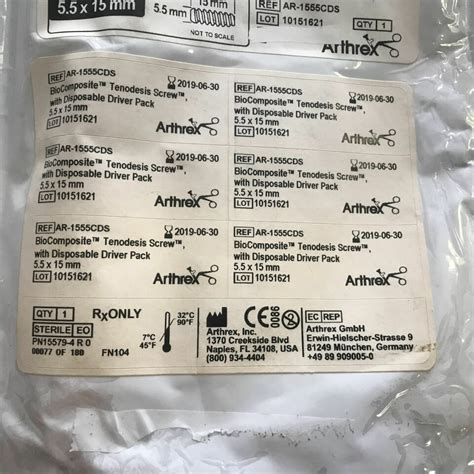 5.5 x 15 mm
15 mm
5.5 mm
NOT TO SCALE
REF AR-1555CDS
LOT 10151621
QTY 1
Arthrex
REF AR-1555CDS 2019-06-30
BioComposite™ Tenodesis Screw™,
with Disposable Driver Pack
5.5 x 15 mm
LOT 10151621 Arthrex
REF AR-1555CDS 2019-06-30
BioComposite™ Tenodesis Screw™,
with Disposable Driver Pack
5.5 x 15 mm
LOT 10151621 Arthrex
REF AR-1555CDS 2019-06-30
BioComposite™ Tenodesis Screw™,
with Disposable Driver Pack
5.5 x 15 mm
LOT 10151621 Arthrex
REF AR-1555CDS 2019-06-30
BioComposite™ Tenodesis Screw™,
with Disposable Driver Pack
5.5 x 15 mm
LOT 10151621 Arthrex
REF AR-1555CDS 2019-06-30
BioComposite™ Tenodesis Screw™,
with Disposable Driver Pack
5.5 x 15 mm
LOT 10151621 Arthrex
REF AR-1555CDS 2019-06-30
BioComposite™ Tenodesis Screw™,
with Disposable Driver Pack
5.5 x 15 mm
LOT 10151621 Arthrex
QTY 1 RxONLY
STERILE EO
PN15579-4 R 0
00077 OF 180 FN104
32°C
90°F
7°C
45°F
CE 0086
Arthrex, Inc.
1370 Creekside Blvd
Naples, FL 34108, USA
(800) 934-4404
EC REP
Arthrex GmbH
Erwin-Hielscher-Strasse 9
81249 München, Germany
+49 89 909005-0